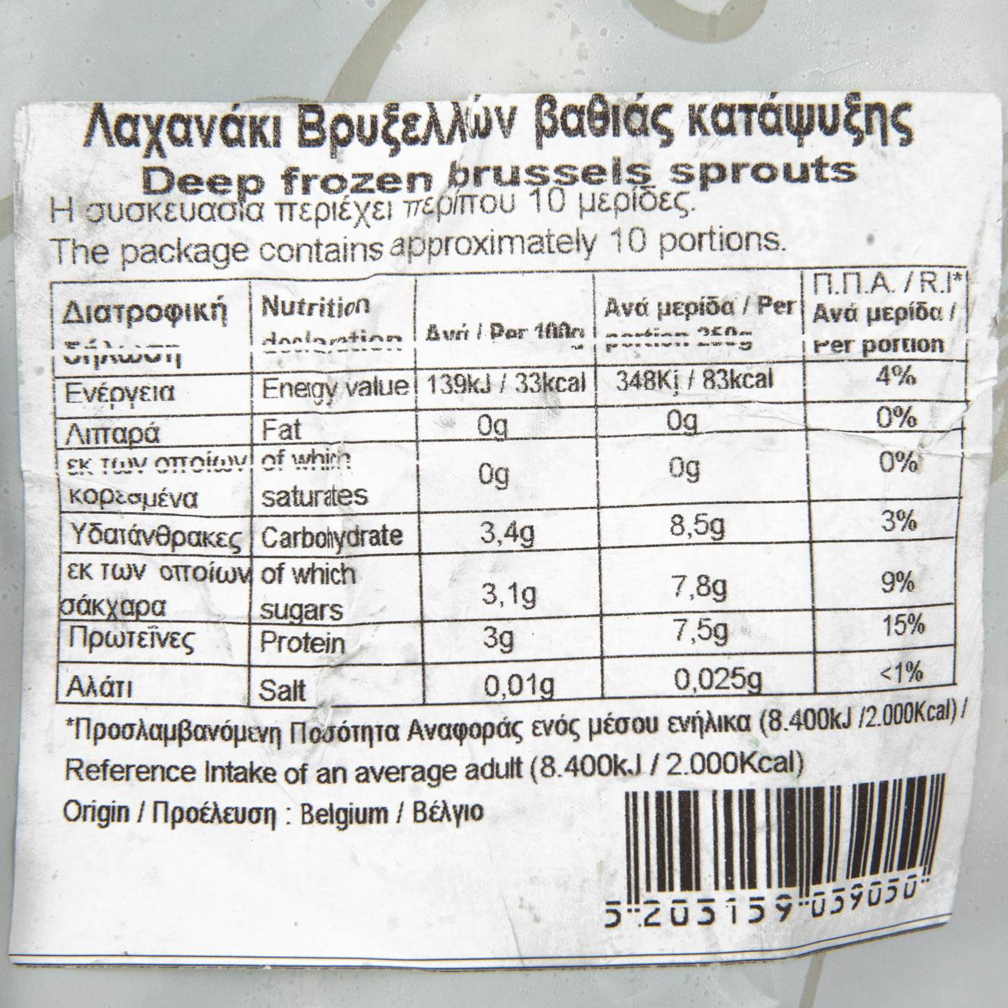 Λαχανάκι Βρυξελλών βαθιάς κατάψυξης
Deep frozen brussels sprouts
Η συσκευασία περιέχει περίπου 10 μερίδες.
The package contains approximately 10 portions.
Διατροφική δήλωση Nutrition declaration Ανά / Per 100g Ανά μερίδα / Per portion 250g Π.Π.Α. / R.I* Ανά μερίδα / Per portion
Ενέργεια Energy value 139kJ / 33kcal 348Kj / 83kcal 4%
Λιπαρά Fat 0g 0g 0%
εκ των οποίων κορεσμένα of which saturates 0g 0g 0%
Υδατάνθρακες Carbohydrate 3,4g 8,5g 3%
εκ των οποίων σάκχαρα of which sugars 3,1g 7,8g 9%
Πρωτεΐνες Protein 3g 7,5g 15%
Αλάτι Salt 0,01g 0,025g <1%
*Προσλαμβανόμενη Ποσότητα Αναφοράς ενός μέσου ενήλικα (8.400kJ /2.000Kcal) /
Reference Intake of an average adult (8.400kJ / 2.000Kcal)
Origin / Προέλευση : Belgium / Βέλγιο
5 203159 039050